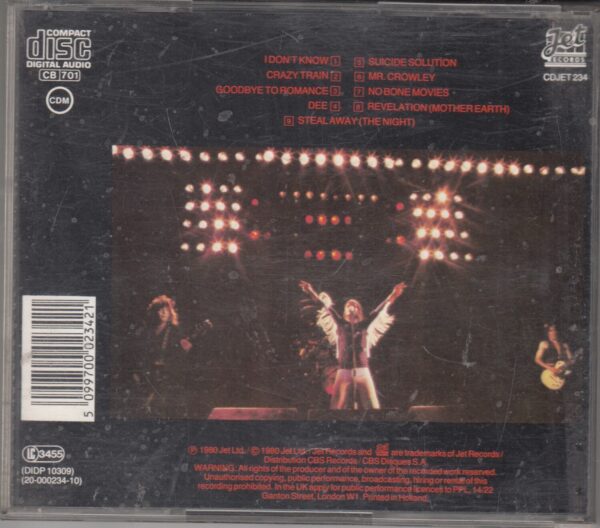 COMPACT
disc
DIGITAL AUDIO
CB 701
CDM
I DON'T KNOW 1
CRAZY TRAIN 2
GOODBYE TO ROMANCE 3
DEE 4
5 SUICIDE SOLUTION
6 MR. CROWLEY
7 NO BONE MOVIES
8 REVELATION (MOTHER EARTH)
9 STEAL AWAY (THE NIGHT)
Jet
RECORDS
CDJET 234
5 099700 023421
LC 3455
(DIDP 10309)
(20-000234-10)
℗ 1980 Jet Ltd. / © 1980 Jet Ltd. / Jet Records and Jet are trademarks of Jet Records /
Distribution CBS Records / CBS Disques S.A.
WARNING: All rights of the producer and of the owner of the recorded work reserved.
Unauthorised copying, public performance, broadcasting, hiring or rental of this
recording prohibited. In the UK apply for public performance licences to PPL, 14/22
Ganton Street, London W1. Printed in Holland.